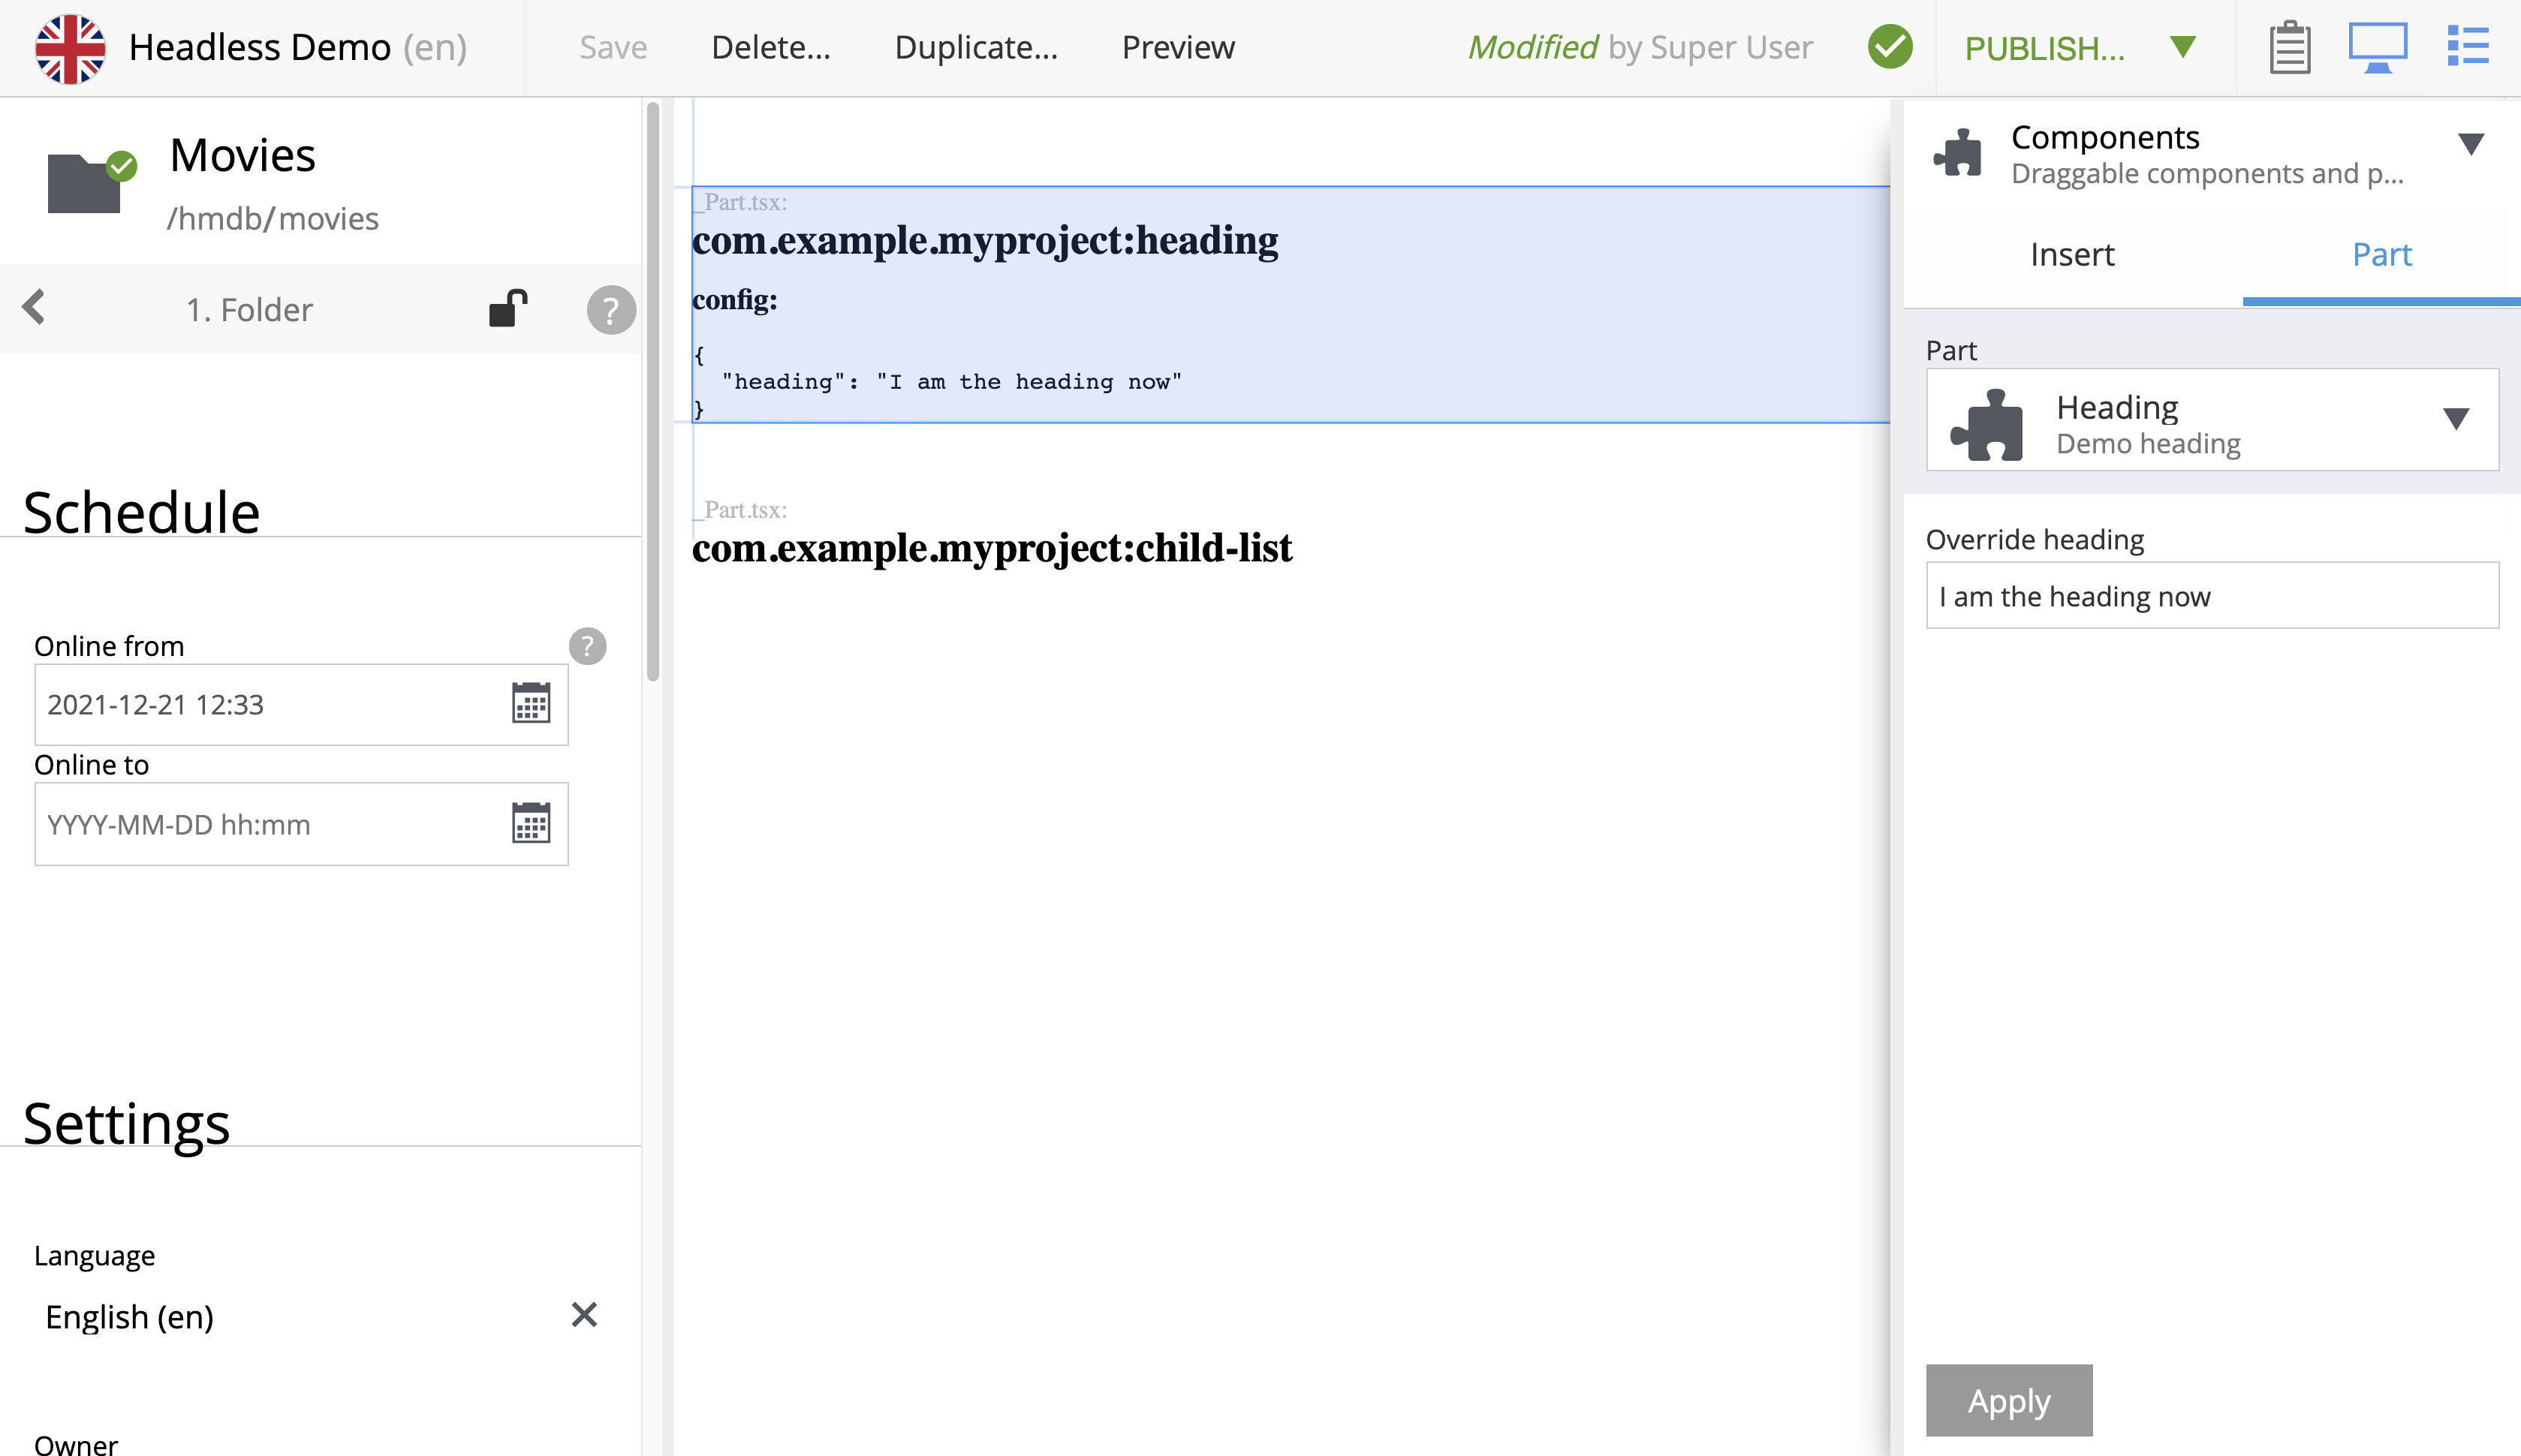 Headless Demo (en)
Save
Delete...
Duplicate...
Preview
Modified by Super User
PUBLISH...
Movies
/hmdb/movies
1. Folder
?
Schedule
Online from
?
2021-12-21 12:33
Online to
YYYY-MM-DD hh:mm
Settings
Language
English (en)
Owner
_Part.tsx:
com.example.myproject:heading
config:
{
"heading": "I am the heading now"
}
_Part.tsx:
com.example.myproject:child-list
Components
Draggable components and p...
Insert
Part
Part
Heading
Demo heading
Override heading
I am the heading now
Apply